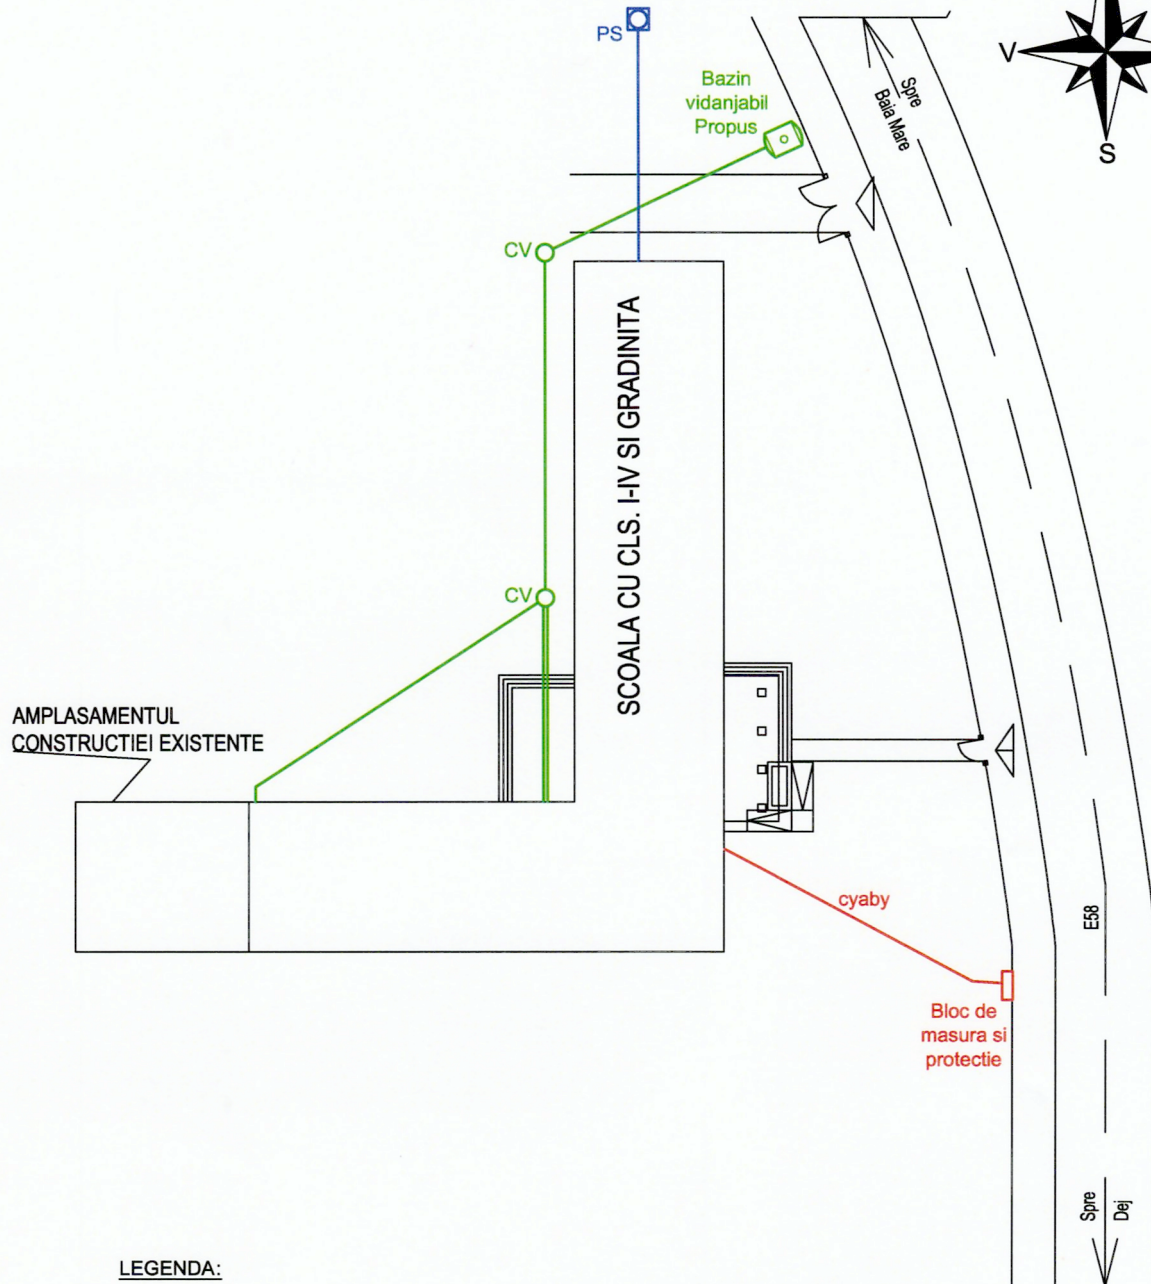 PS
Bazin
vidanjabil
Propus
Spre
Baia Mare
V
S
CV
SCOALA CU CLS. I-IV SI GRADINITA
CV
AMPLASAMENTUL
CONSTRUCTIEI EXISTENTE
cyaby
E58
Bloc de
masura si
protectie
Spre
Dej
LEGENDA: